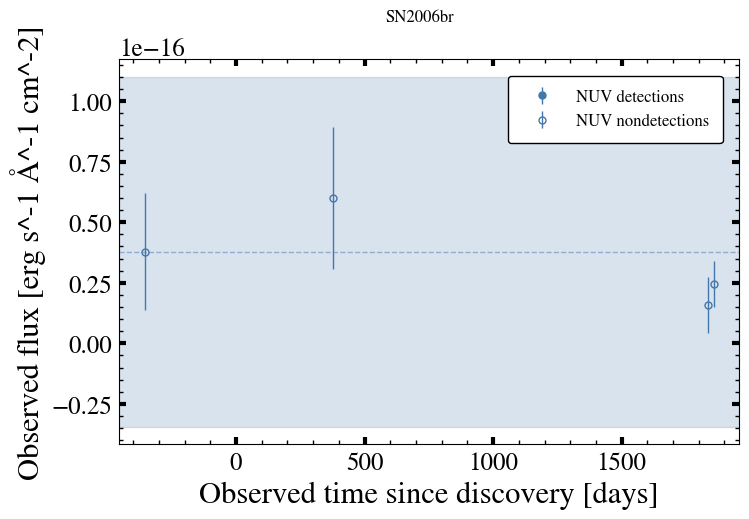 SN2006br
1e−16
Observed flux [erg s^-1 Å^-1 cm^-2]
1.00
0.75
0.50
0.25
0.00
−0.25
NUV detections
NUV nondetections
0 500 1000 1500
Observed time since discovery [days]